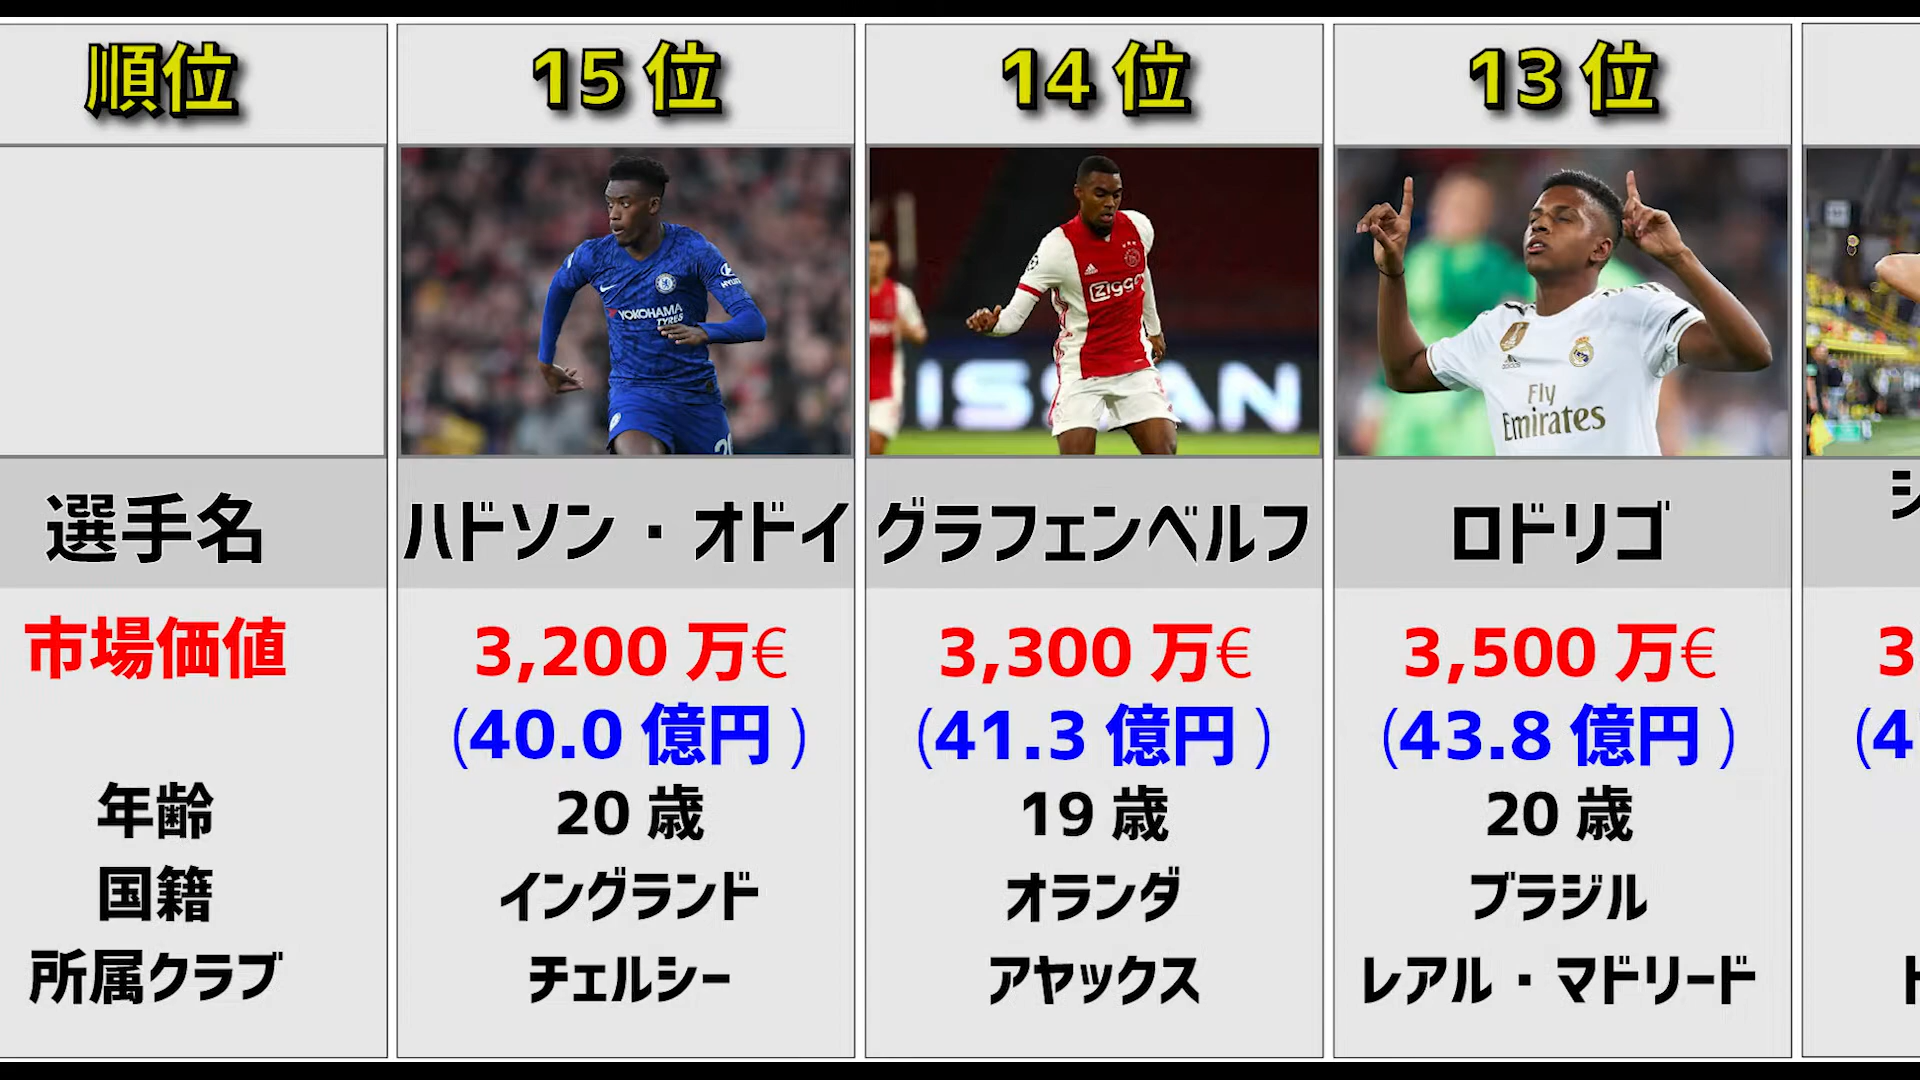 順位
選手名
市場価値
年齢
国籍
所属クラブ
15位
YOKOHAMA
TYRES
ハドソン・オドイ
3,200万€
(40.0億円)
20歳
イングランド
チェルシー
14位
Ziggo
グラフェンベルフ
3,300万€
(41.3億円)
19歳
オランダ
アヤックス
13位
Fly
Emirates
ロドリゴ
3,500万€
(43.8億円)
20歳
ブラジル
レアル・マドリード
3
(4